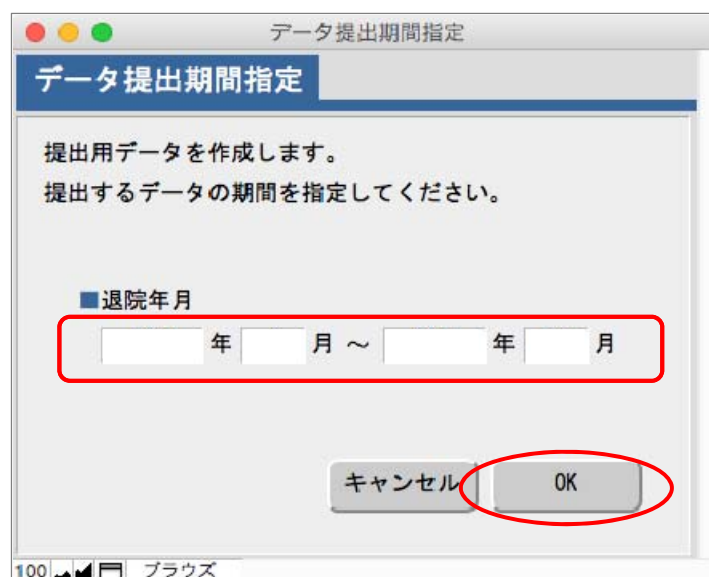 データ提出期間指定
データ提出期間指定
提出用データを作成します。
提出するデータの期間を指定してください。
■退院年月
年 月 ～ 年 月
キャンセル OK
100 ブラウズ